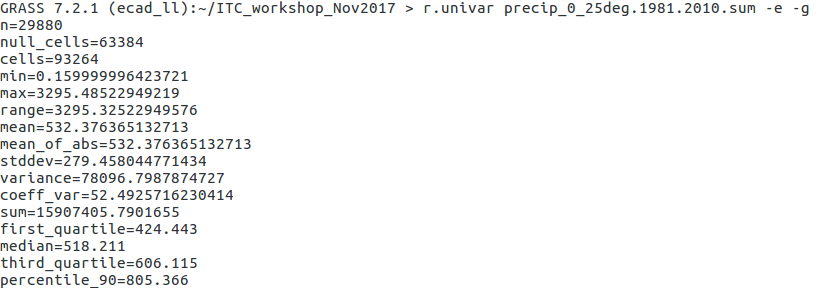 GRASS 7.2.1 (ecad_ll):~/ITC_workshop_Nov2017 > r.univar precip_0_25deg.1981.2010.sum -e -g
n=29880
null_cells=63384
cells=93264
min=0.159999996423721
max=3295.48522949219
range=3295.32522949576
mean=532.376365132713
mean_of_abs=532.376365132713
stddev=279.458044771434
variance=78096.7987874727
coeff_var=52.4925716230414
sum=15907405.7901655
first_quartile=424.443
median=518.211
third_quartile=606.115
percentile_90=805.366